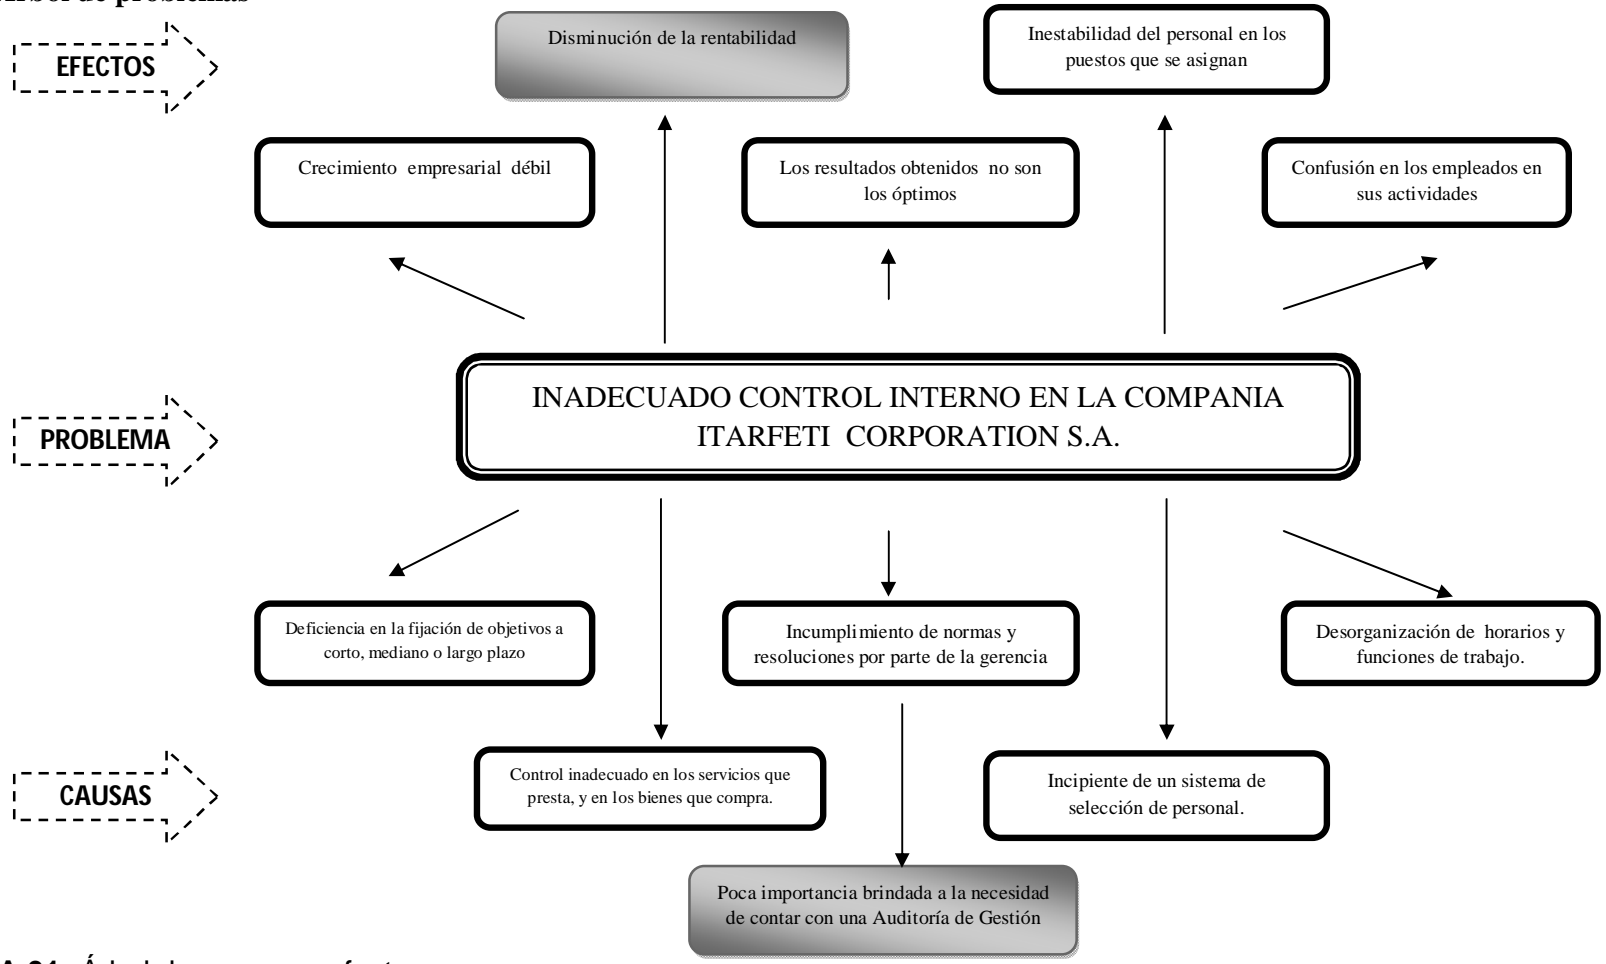 Árbol de problemas
EFECTOS
Disminución de la rentabilidad
Inestabilidad del personal en los
puestos que se asignan
Crecimiento empresarial débil
Los resultados obtenidos no son
los óptimos
Confusión en los empleados en
sus actividades
PROBLEMA
INADECUADO CONTROL INTERNO EN LA COMPANIA
ITARFETI CORPORATION S.A.
Deficiencia en la fijación de objetivos a
corto, mediano o largo plazo
Incumplimiento de normas y
resoluciones por parte de la gerencia
Desorganización de horarios y
funciones de trabajo.
CAUSAS
Control inadecuado en los servicios que
presta, y en los bienes que compra.
Incipiente de un sistema de
selección de personal.
Poca importancia brindada a la necesidad
de contar con una Auditoría de Gestión